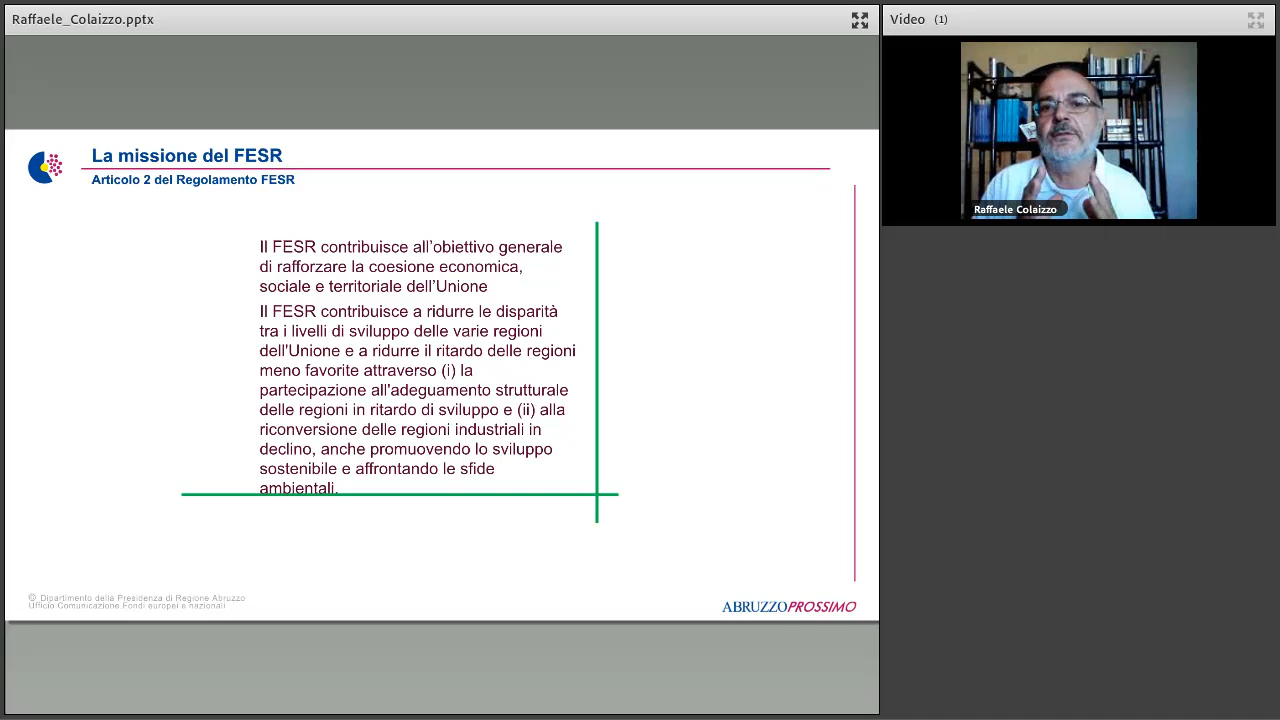 Raffaele_Colaizzo.pptx
Video (1)
Raffaele Colaizzo
La missione del FESR
Articolo 2 del Regolamento FESR
Il FESR contribuisce all’obiettivo generale
di rafforzare la coesione economica,
sociale e territoriale dell’Unione
Il FESR contribuisce a ridurre le disparità
tra i livelli di sviluppo delle varie regioni
dell'Unione e a ridurre il ritardo delle regioni
meno favorite attraverso (i) la
partecipazione all'adeguamento strutturale
delle regioni in ritardo di sviluppo e (ii) alla
riconversione delle regioni industriali in
declino, anche promuovendo lo sviluppo
sostenibile e affrontando le sfide
ambientali.
© Dipartimento della Presidenza di Regione Abruzzo
Ufficio Comunicazione Fondi europei e nazionali
ABRUZZOPROSSIMO